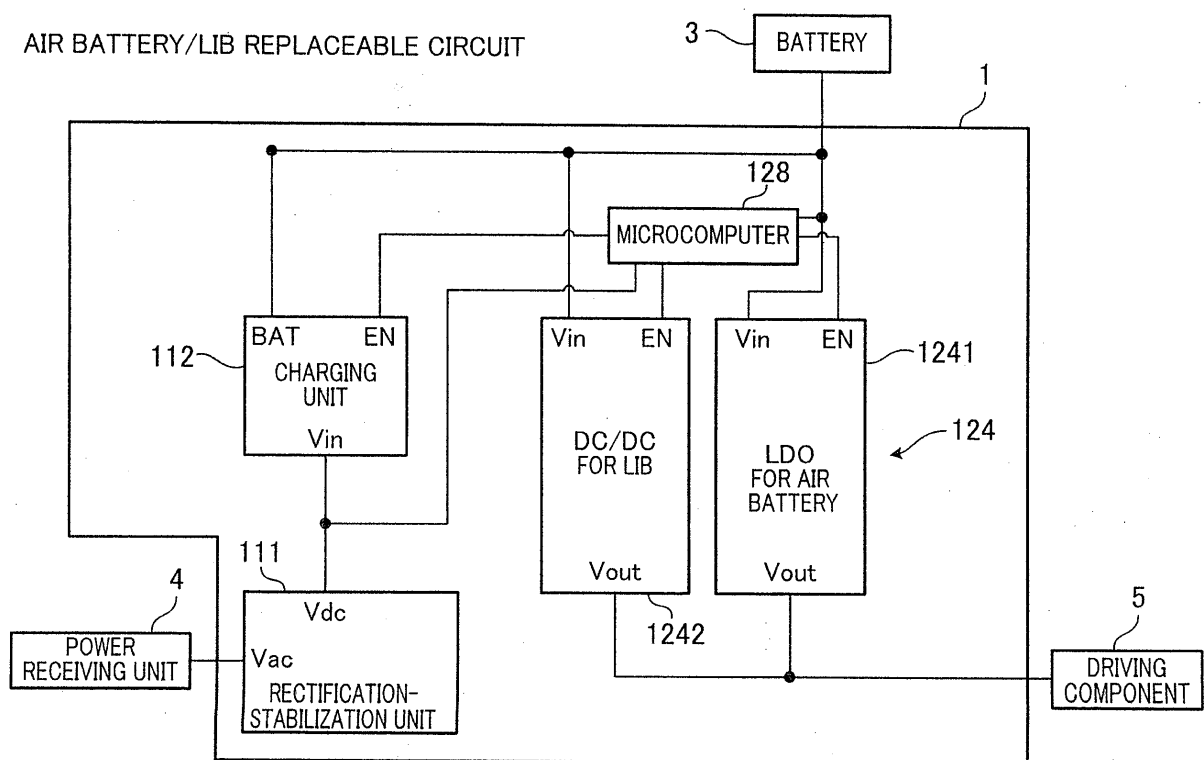 AIR BATTERY/LIB REPLACEABLE CIRCUIT
3
BATTERY
1
128
MICROCOMPUTER
112
BAT
EN
CHARGING
UNIT
Vin
Vin
EN
DC/DC
FOR LIB
Vout
1242
Vin
EN
1241
LDO
FOR AIR
BATTERY
124
Vout
111
Vdc
Vac
RECTIFICATION-
STABILIZATION UNIT
4
POWER
RECEIVING UNIT
5
DRIVING
COMPONENT